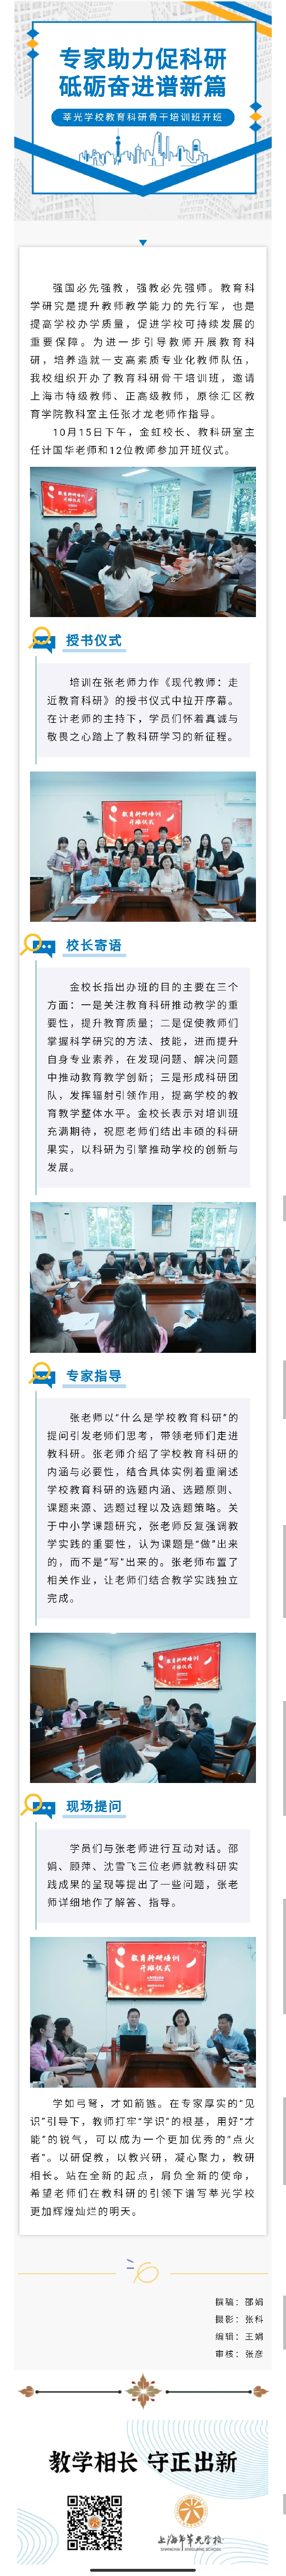 专家助力促科研
砥砺奋进谱新篇
莘光学校教育科研骨干培训班开班
强国必先强教，强教必先强师。教育科
学研究是提升教师教学能力的先行军，也是
提高学校办学质量，促进学校可持续发展的
重要保障。为进一步引导教师开展教育科
研，培养造就一支高素质专业化教师队伍，
我校组织开办了教育科研骨干培训班，邀请
上海市特级教师、正高级教师，原徐汇区教
育学院教科室主任张才龙老师作指导。
10月15日下午，金虹校长、教科研室主
任计国华老师和12位教师参加开班仪式。
授书仪式
培训在张老师力作《现代教师：走
近教育科研》的授书仪式中拉开序幕。
在计老师的主持下，学员们怀着真诚与
敬畏之心踏上了教科研学习的新征程。
教育科研培训
开班仪式
校长寄语
金校长指出办班的目的主要在三个
方面：一是关注教育科研推动教学的重
要性，提升教育质量；二是促使教师们
掌握科学研究的方法、技能，进而提升
自身专业素养，在发现问题、解决问题
中推动教育教学创新；三是形成科研团
队，发挥辐射引领作用，提高学校的教
育教学整体水平。金校长表示对培训班
充满期待，祝愿老师们结出丰硕的科研
果实，以科研为引擎推动学校的创新与
发展。
专家指导
张老师以“什么是学校教育科研”的
提问引发老师们思考，带领老师们走进
教科研。张老师介绍了学校教育科研的
内涵与必要性，结合具体实例着重阐述
学校教育科研的选题内涵、选题原则、
课题来源、选题过程以及选题策略。关
于中小学课题研究，张老师反复强调教
学实践的重要性，认为课题是“做”出来
的，而不是“写”出来的。张老师布置了
相关作业，让老师们结合教学实践独立
完成。
教育科研培训
开班仪式
现场提问
学员们与张老师进行互动对话。邵
娟、顾萍、沈雪飞三位老师就教科研实
践成果的呈现等提出了一些问题，张老
师详细地作了解答、指导。
教育科研培训
开班仪式
学如弓弩，才如箭镞。在专家厚实的“见
识”引导下，教师打牢“学识”的根基，用好“才
能”的锐气，可以成为一个更加优秀的“点火
者”。以研促教，以教兴研，凝心聚力，教研
相长。站在全新的起点，肩负全新的使命，
希望老师们在教科研的引领下谱写莘光学校
更加辉煌灿烂的明天。
撰稿：邵娟
摄影：张科
编辑：王娟
审核：张彦
教学相长 守正出新
上海市莘光学校